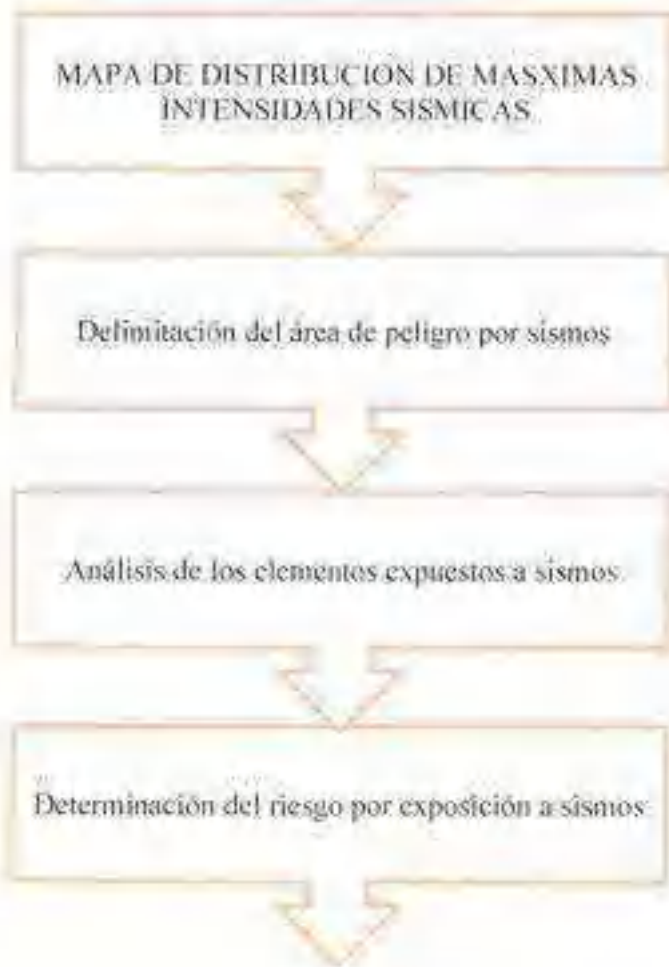 MAPA DE DISTRIBUCION DE MASXIMAS
INTENSIDADES SISMICAS
Delimitación del área de peligro por sismos
Análisis de los elementos expuestos a sismos
Determinación del riesgo por exposición a sismos